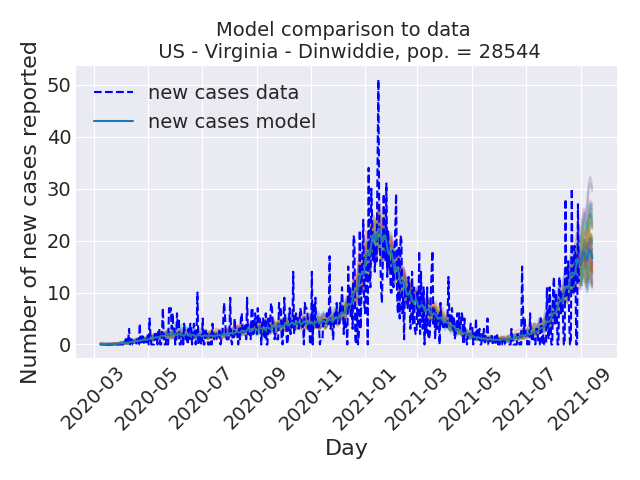 Model comparison to data
US - Virginia - Dinwiddie, pop. = 28544
Number of new cases reported
50
40
30
20
10
0
new cases data
new cases model
2020-03
2020-05
2020-07
2020-09
2020-11
2021-01
2021-03
2021-05
2021-07
2021-09
Day